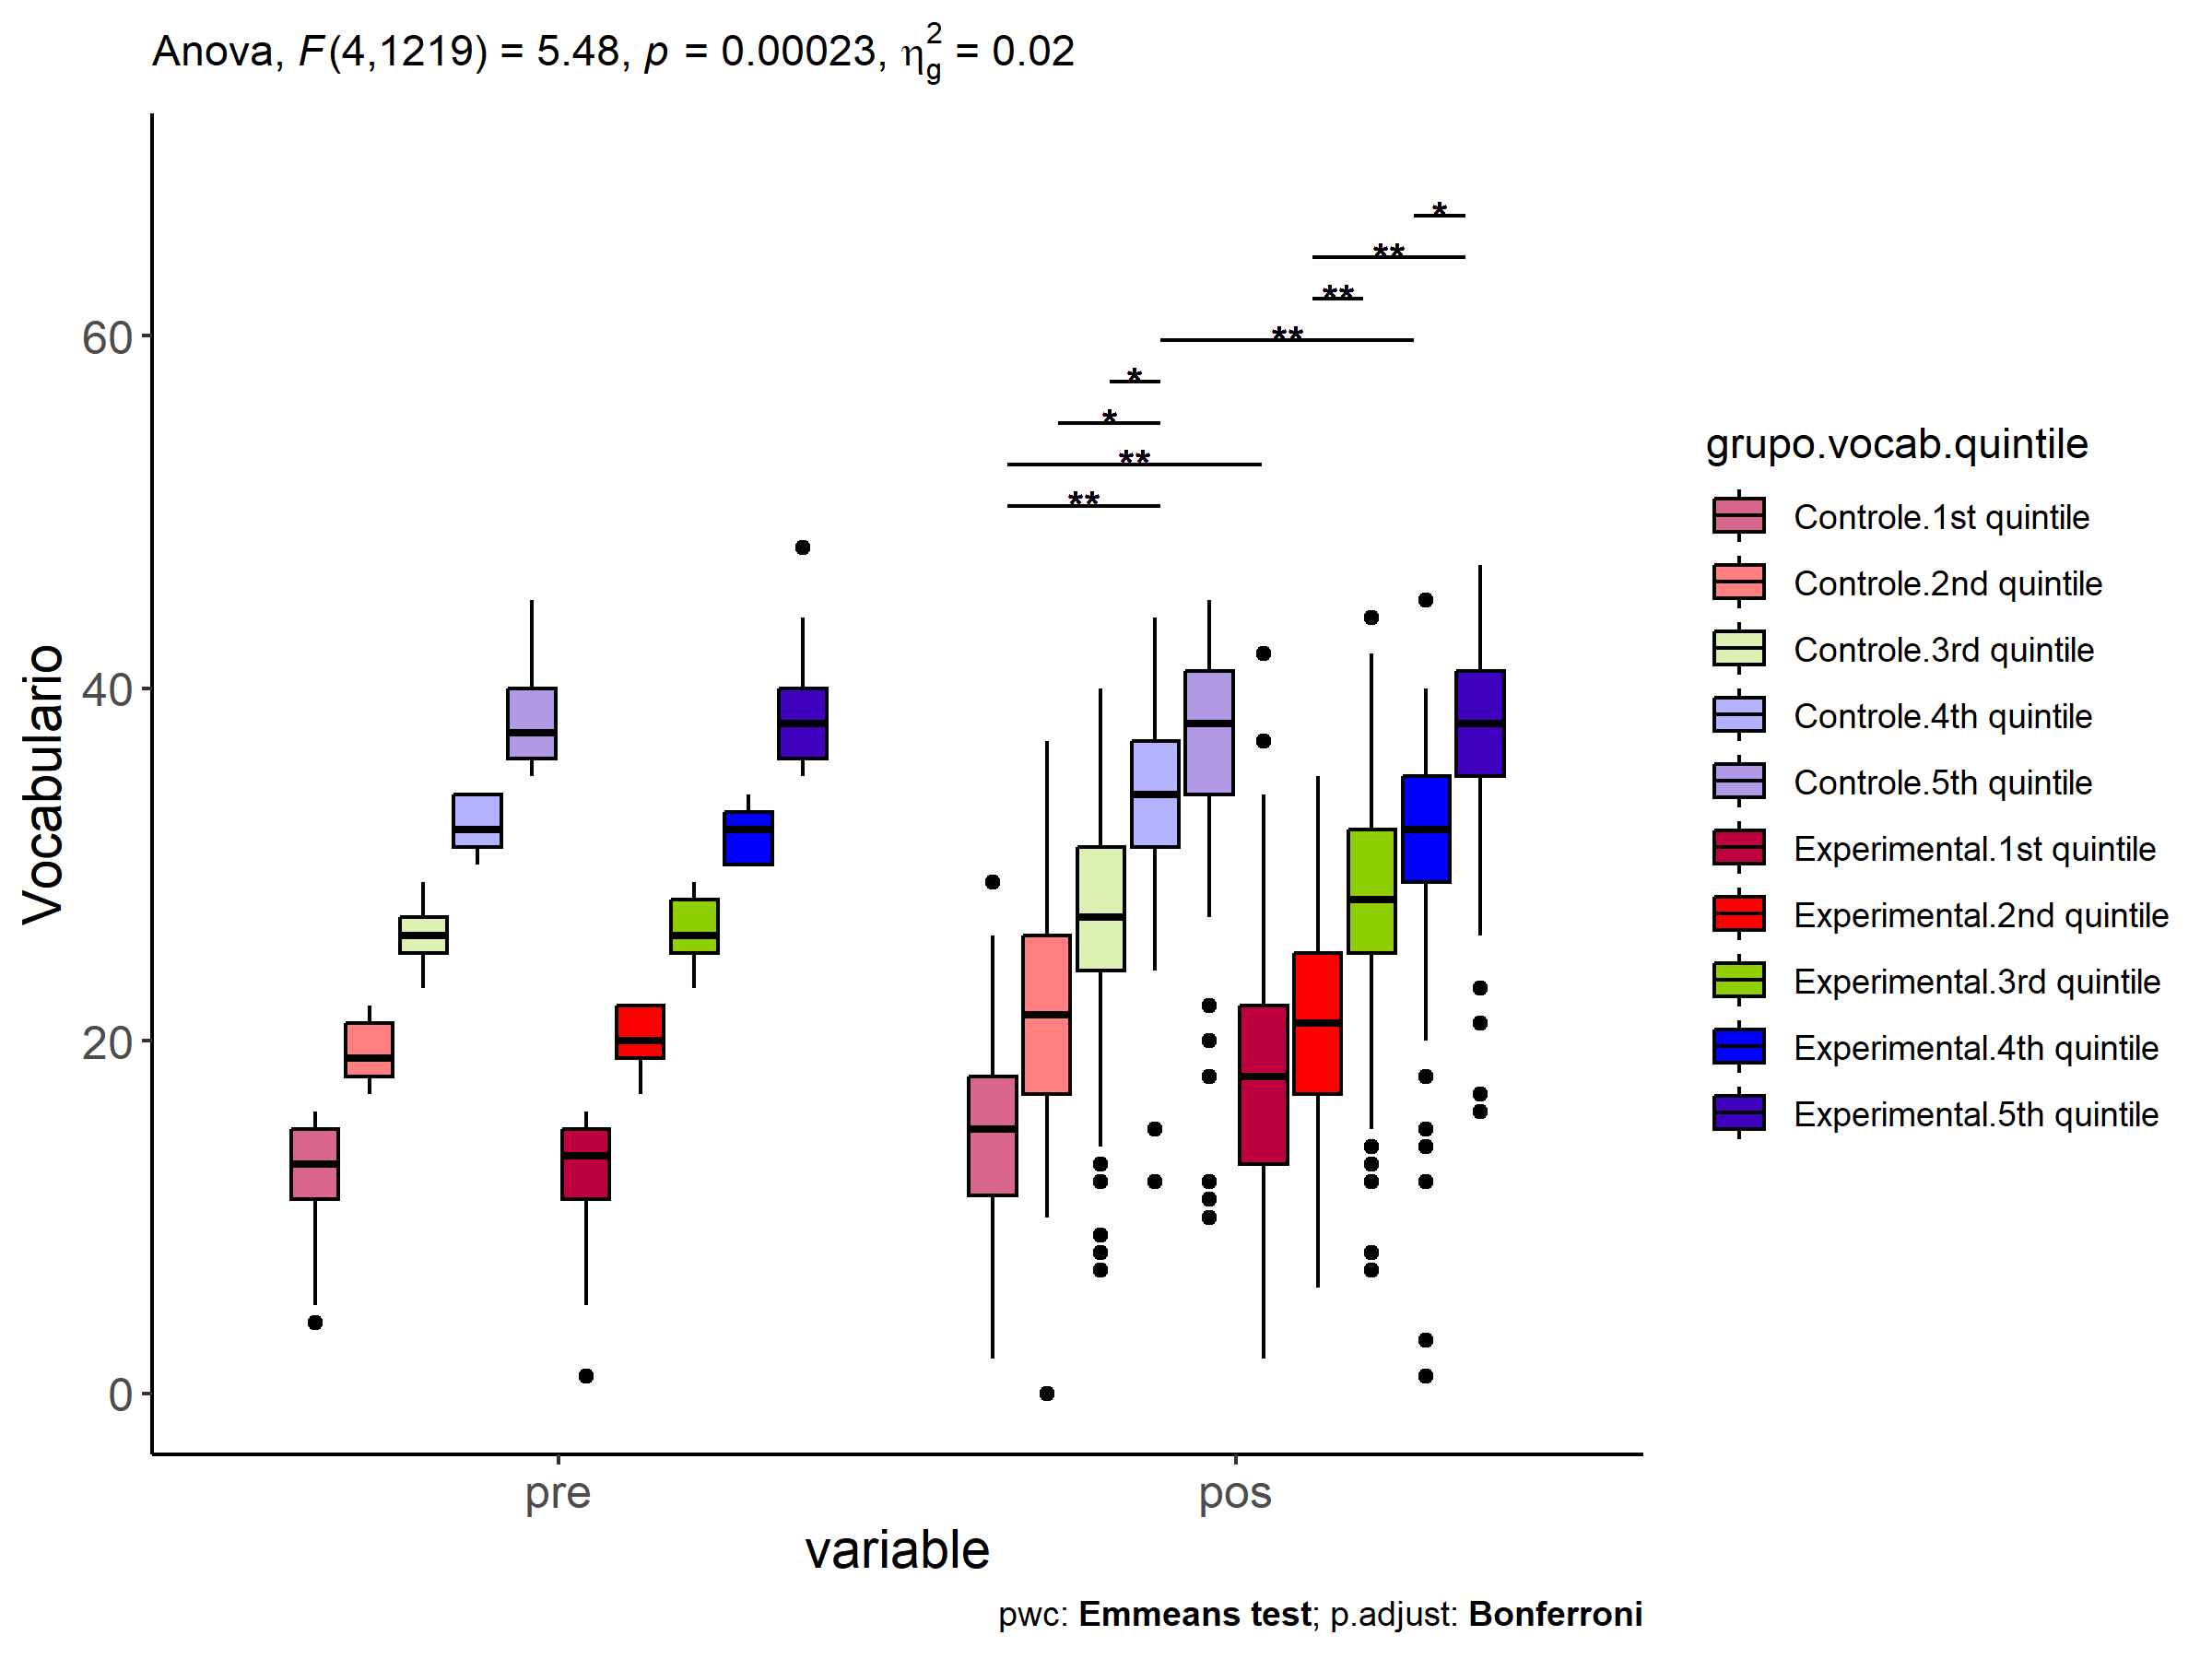 Anova, F(4,1219) = 5.48, p = 0.00023, η²g = 0.02
**
**
*
*
**
**
**
*
60
40
20
0
Vocabulario
pre
pos
variable
grupo.vocab.quintile
Controle.1st quintile
Controle.2nd quintile
Controle.3rd quintile
Controle.4th quintile
Controle.5th quintile
Experimental.1st quintile
Experimental.2nd quintile
Experimental.3rd quintile
Experimental.4th quintile
Experimental.5th quintile
pwc: Emmeans test; p.adjust: Bonferroni